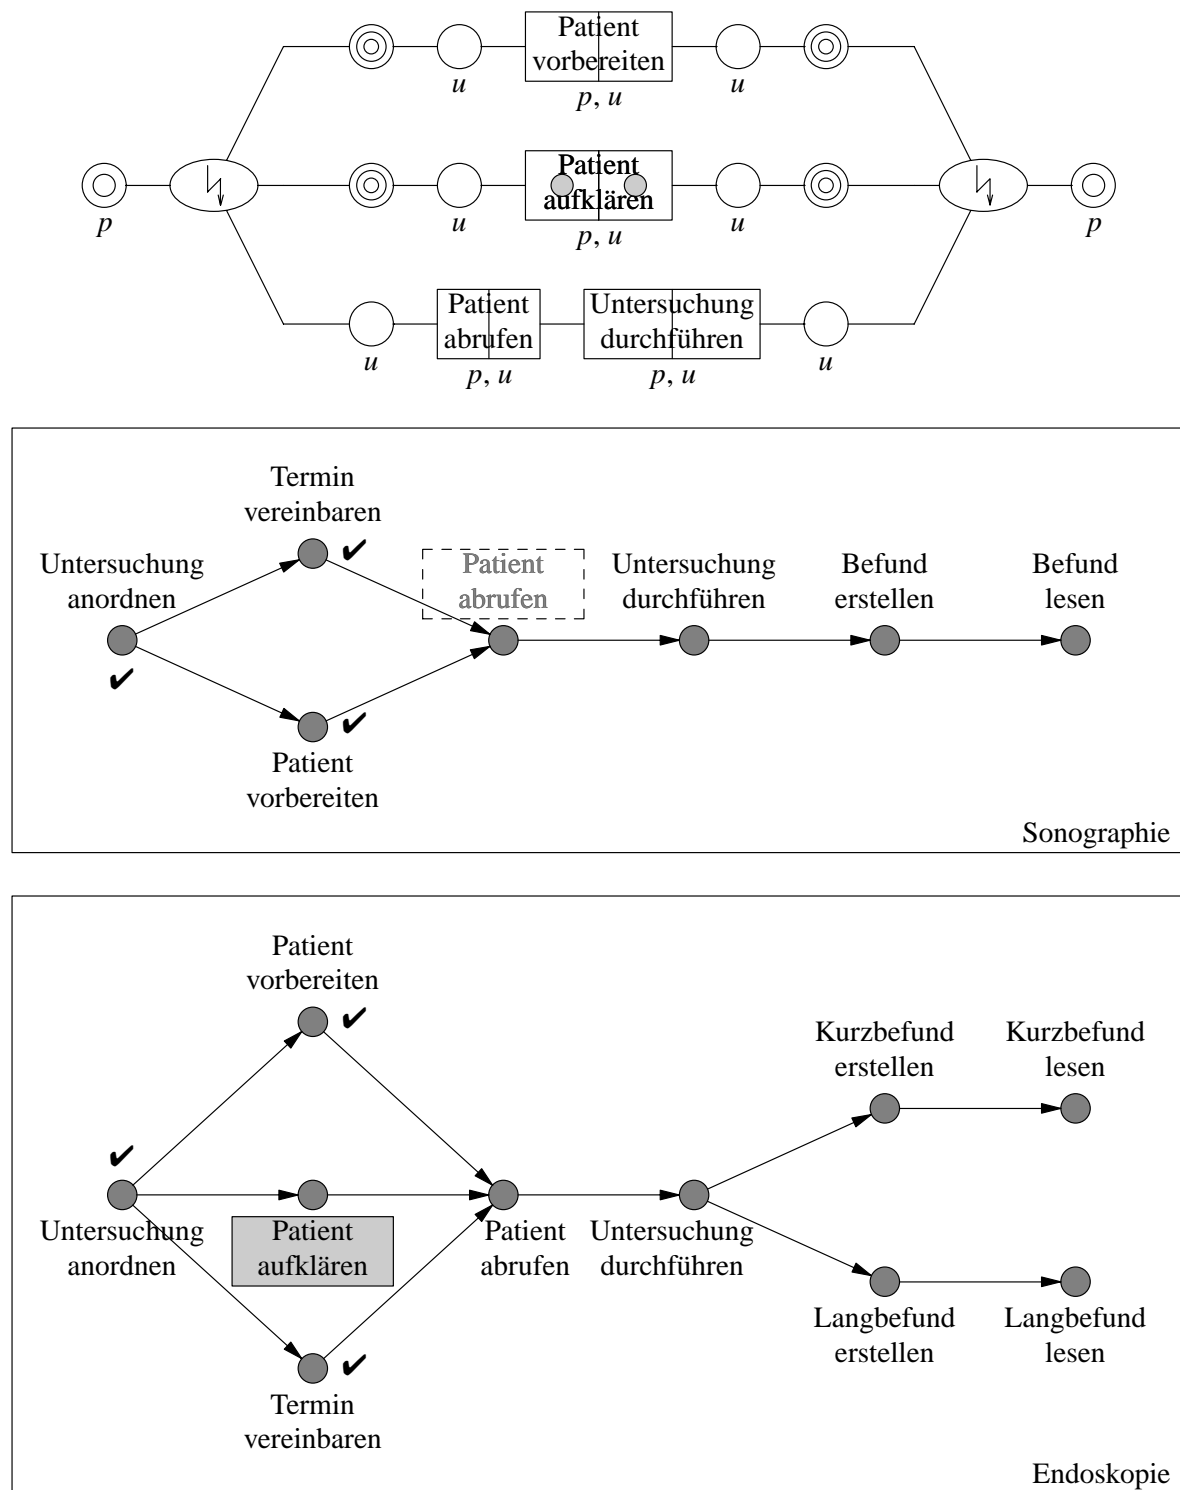 Patient
vorbereiten
u
p, u
u
Patient
aufklären
p
u
p, u
u
p
Patient
abrufen
Untersuchung
durchführen
u
p, u
p, u
u
Termin
vereinbaren
Untersuchung
anordnen
Patient
abrufen
Untersuchung
durchführen
Befund
erstellen
Befund
lesen
Patient
vorbereiten
Sonographie
Patient
vorbereiten
Kurzbefund
erstellen
Kurzbefund
lesen
Untersuchung
anordnen
Patient
aufklären
Patient
abrufen
Untersuchung
durchführen
Langbefund
erstellen
Langbefund
lesen
Termin
vereinbaren
Endoskopie